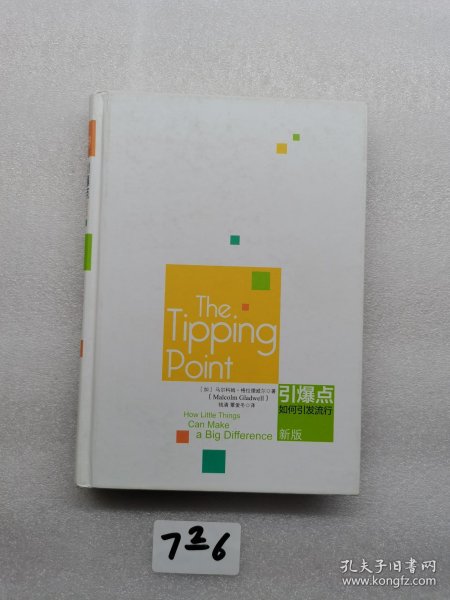 The
Tipping
Point
[加] 马尔科姆·格拉德威尔◎著
[Malcolm Gladwell]
钱清 覃爱冬◎译
How Little Things
Can Make
a Big Difference
引爆点
如何引发流行
新版
726
孔夫子旧书网
www.kongfz.com